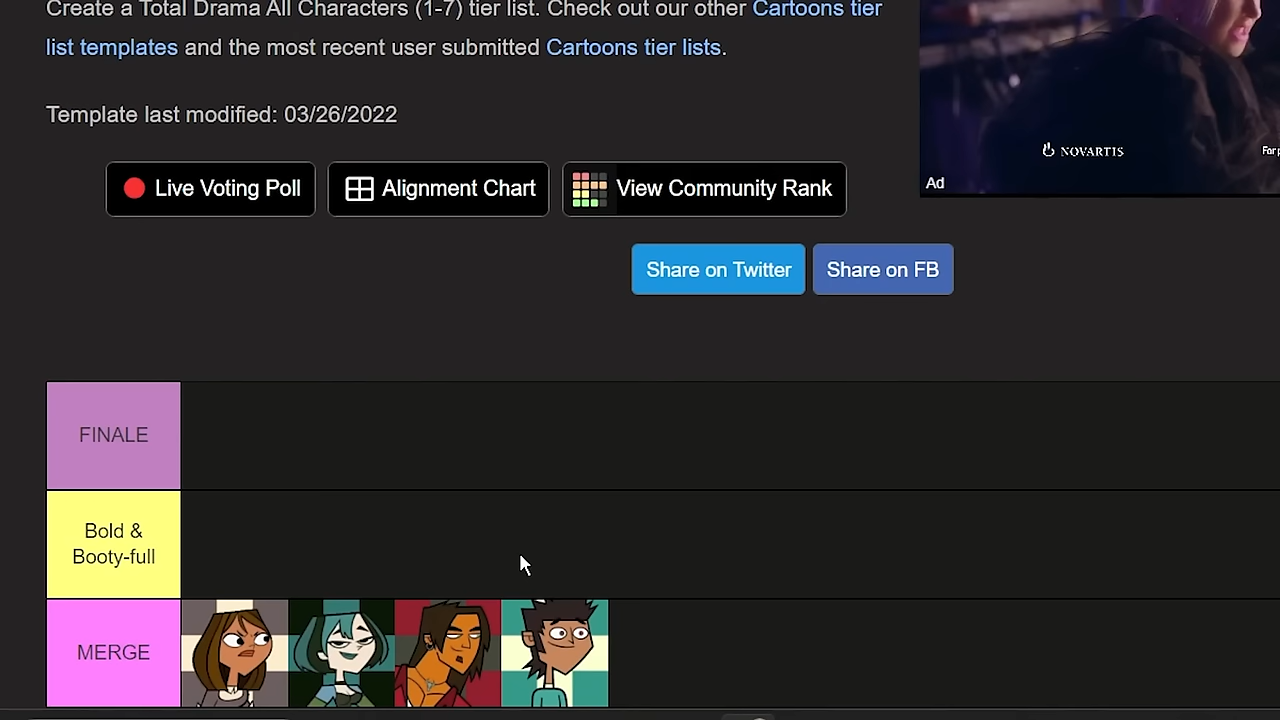 Create a Total Drama All Characters (1-7) tier list. Check out our other Cartoons tier
list templates and the most recent user submitted Cartoons tier lists.
Template last modified: 03/26/2022
NOVARTIS
Ad
Live Voting Poll
Alignment Chart
View Community Rank
Share on Twitter
Share on FB
FINALE
Bold &
Booty-full
MERGE